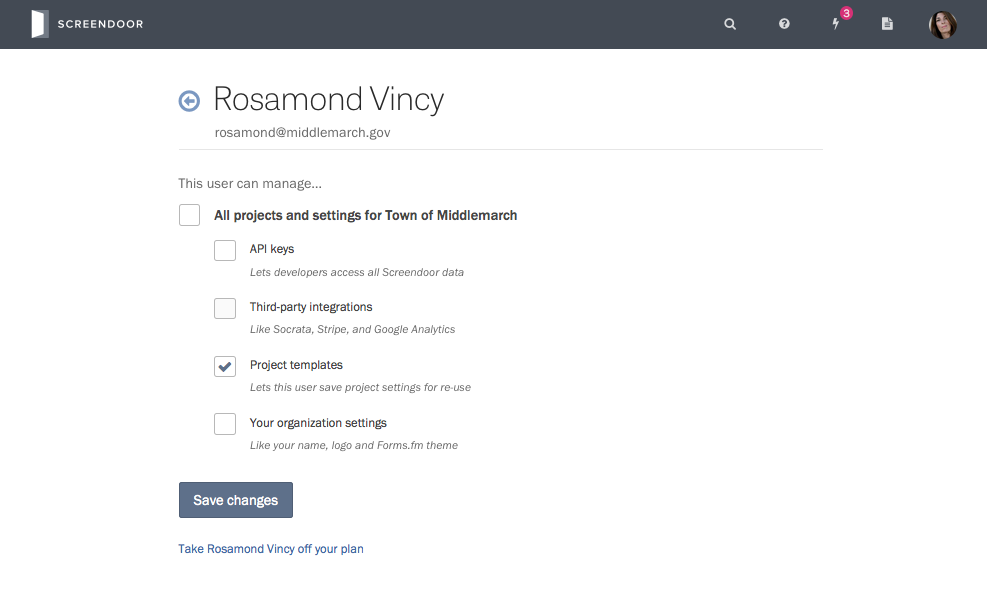 SCREENDOOR
3
Rosamond Vincy
rosamond@middlemarch.gov
This user can manage...
All projects and settings for Town of Middlemarch
API keys
Lets developers access all Screendoor data
Third-party integrations
Like Socrata, Stripe, and Google Analytics
Project templates
Lets this user save project settings for re-use
Your organization settings
Like your name, logo and Forms.fm theme
Save changes
Take Rosamond Vincy off your plan